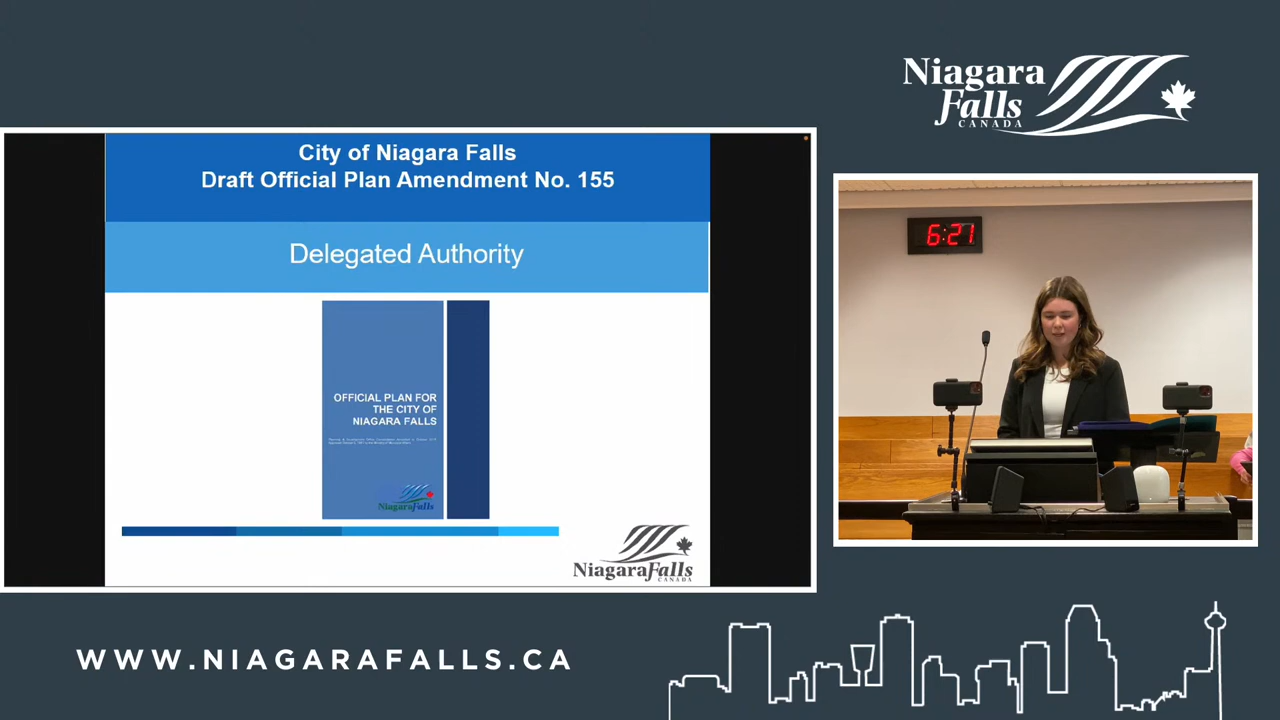 Niagara
Falls
CANADA
City of Niagara Falls
Draft Official Plan Amendment No. 155
Delegated Authority
OFFICIAL PLAN FOR
THE CITY OF
NIAGARA FALLS
NiagaraFalls
NiagaraFalls
CANADA
6:21
WWW.NIAGARAFALLS.CA